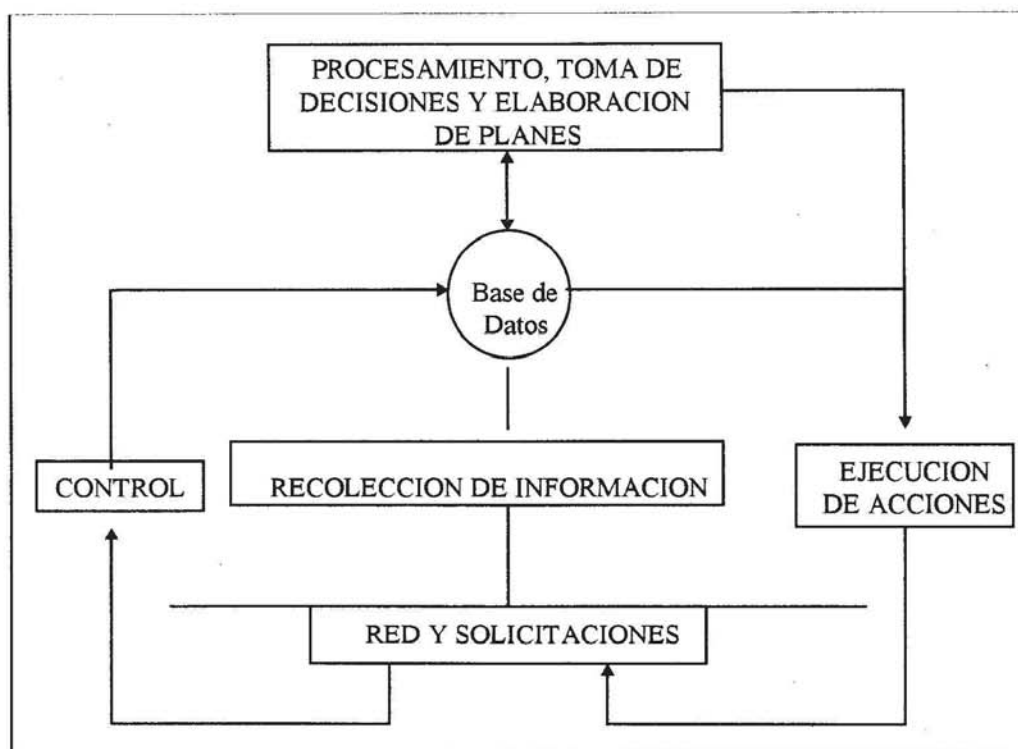 PROCESAMIENTO, TOMA DE
DECISIONES Y ELABORACION
DE PLANES
Base de
Datos
CONTROL
RECOLECCION DE INFORMACION
EJECUCION
DE ACCIONES
RED Y SOLICITACIONES